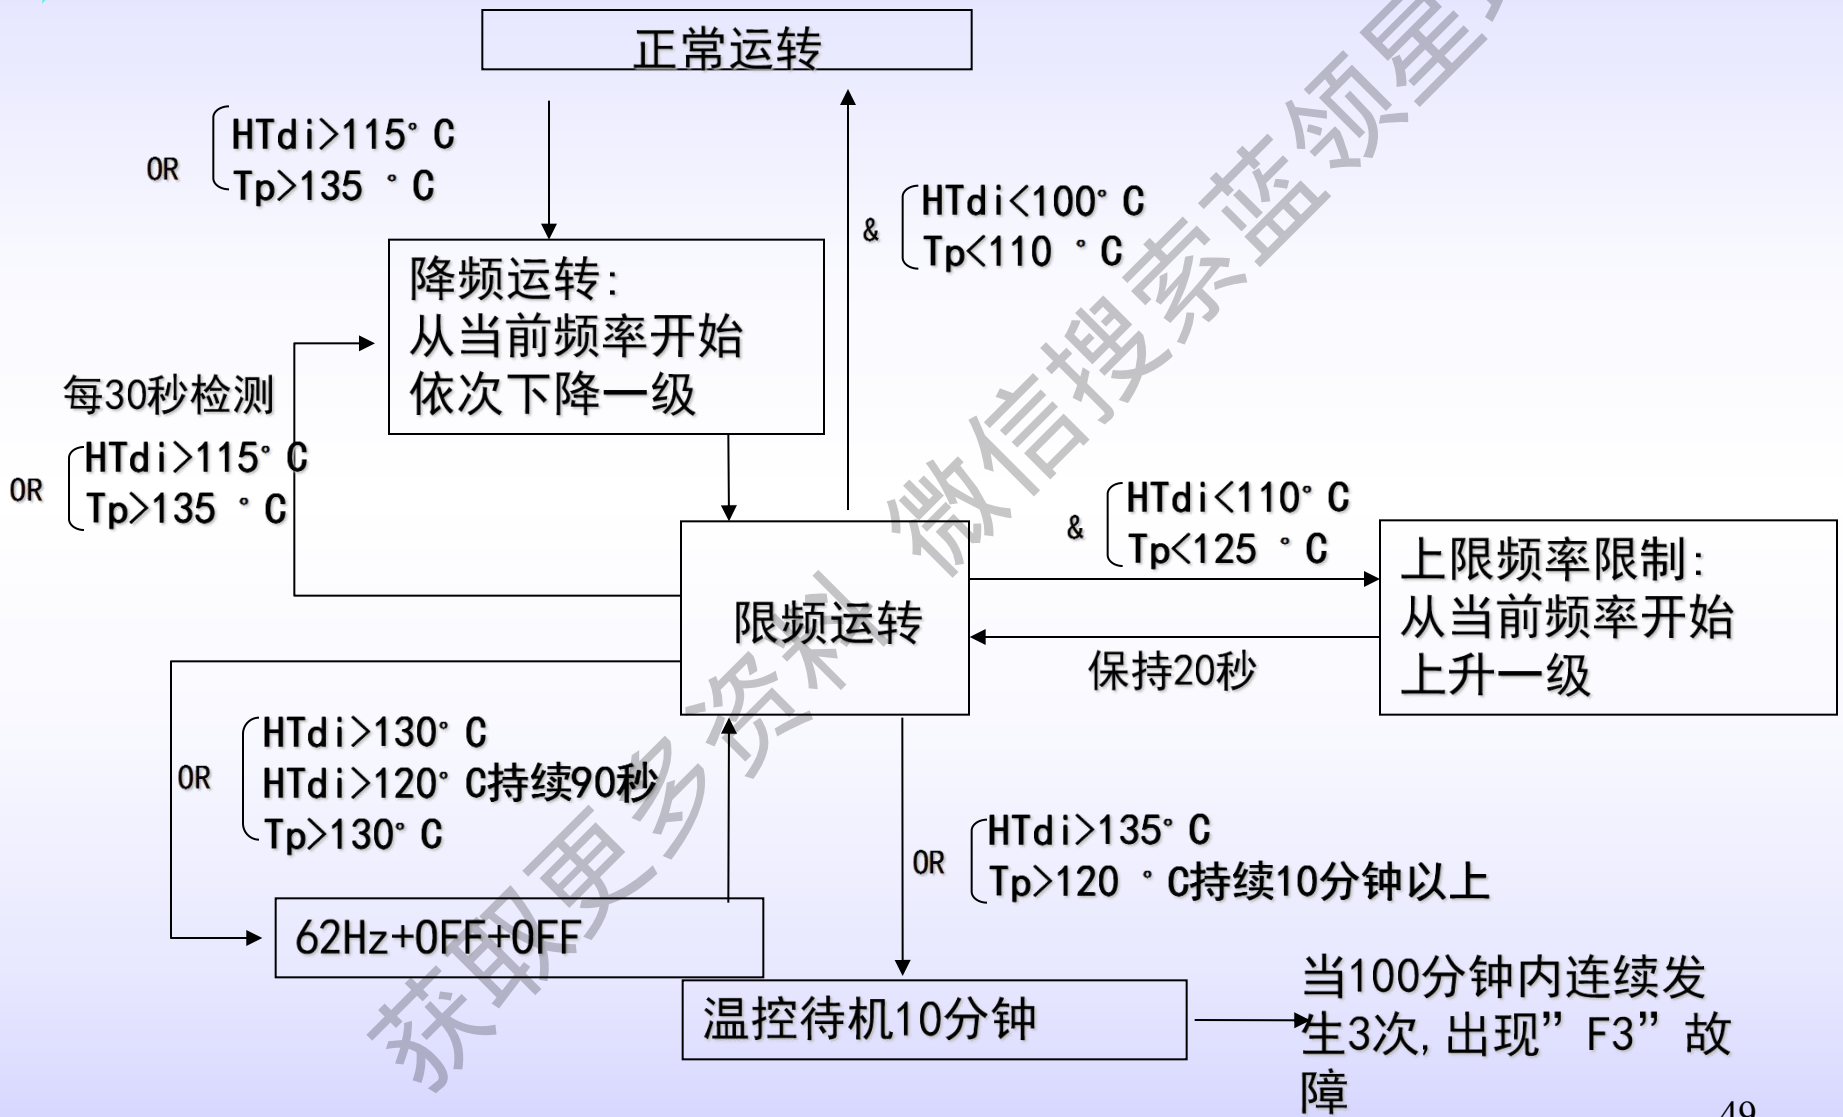 正常运转
OR
HTdi>115°C
Tp>135 °C
&
HTdi<100°C
Tp<110 °C
降频运转:
从当前频率开始
依次下降一级
每30秒检测
OR
HTdi>115°C
Tp>135 °C
&
HTdi<110°C
Tp<125 °C
限频运转
上限频率限制:
从当前频率开始
上升一级
保持20秒
OR
HTdi>130°C
HTdi>120°C持续90秒
Tp>130°C
OR
HTdi>135°C
Tp>120 °C持续10分钟以上
62Hz+OFF+OFF
温控待机10分钟
当100分钟内连续发
生3次,出现”F3”故
障
49
获取更多资料 微信搜索蓝领星